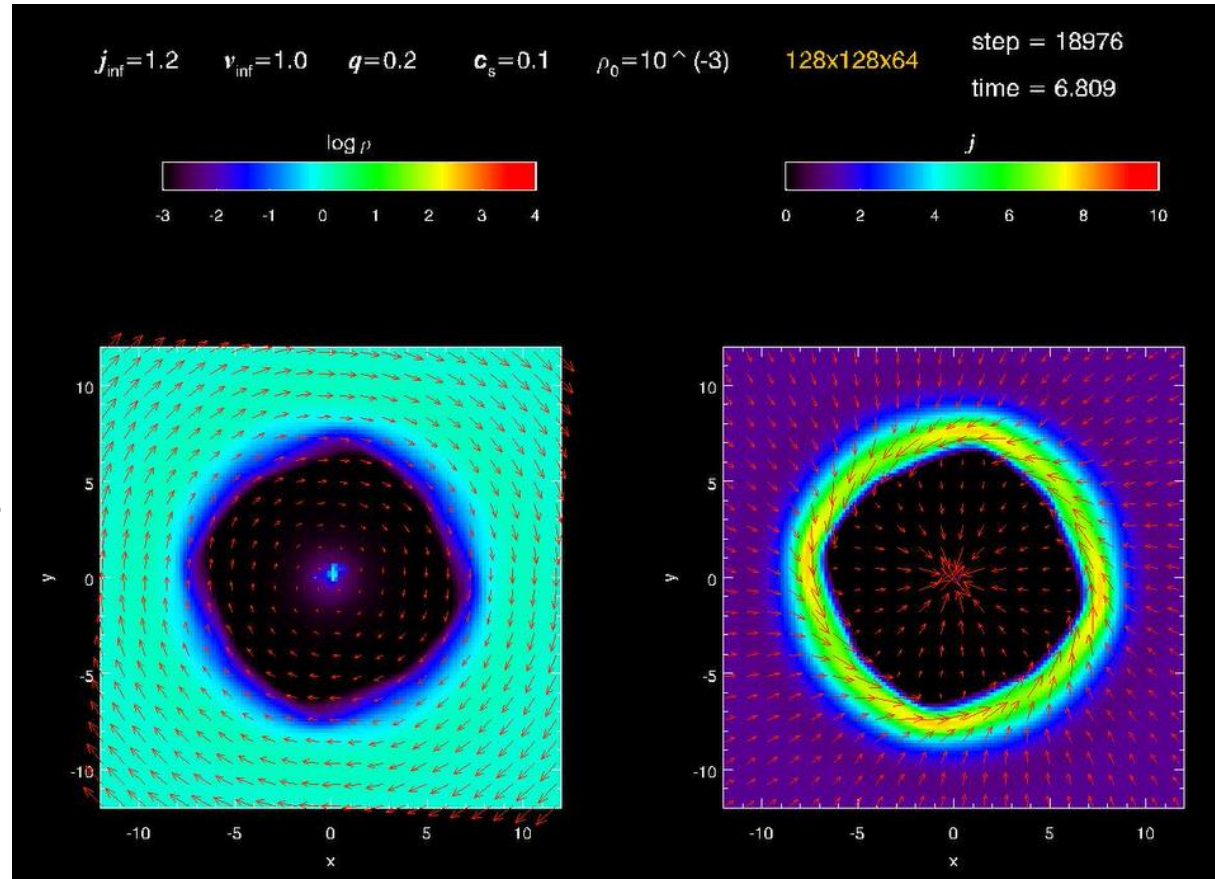 j_inf=1.2 v_inf=1.0 q=0.2 c_s=0.1 ρ_0=10^(-3) 128x128x64 step = 18976
time = 6.809
log ρ j
-3 -2 -1 0 1 2 3 4 0 2 4 6 8 10
10 10
5 5
y 0 y 0
-5 -5
-10 -10
-10 -5 0 5 10 -10 -5 0 5 10
x x